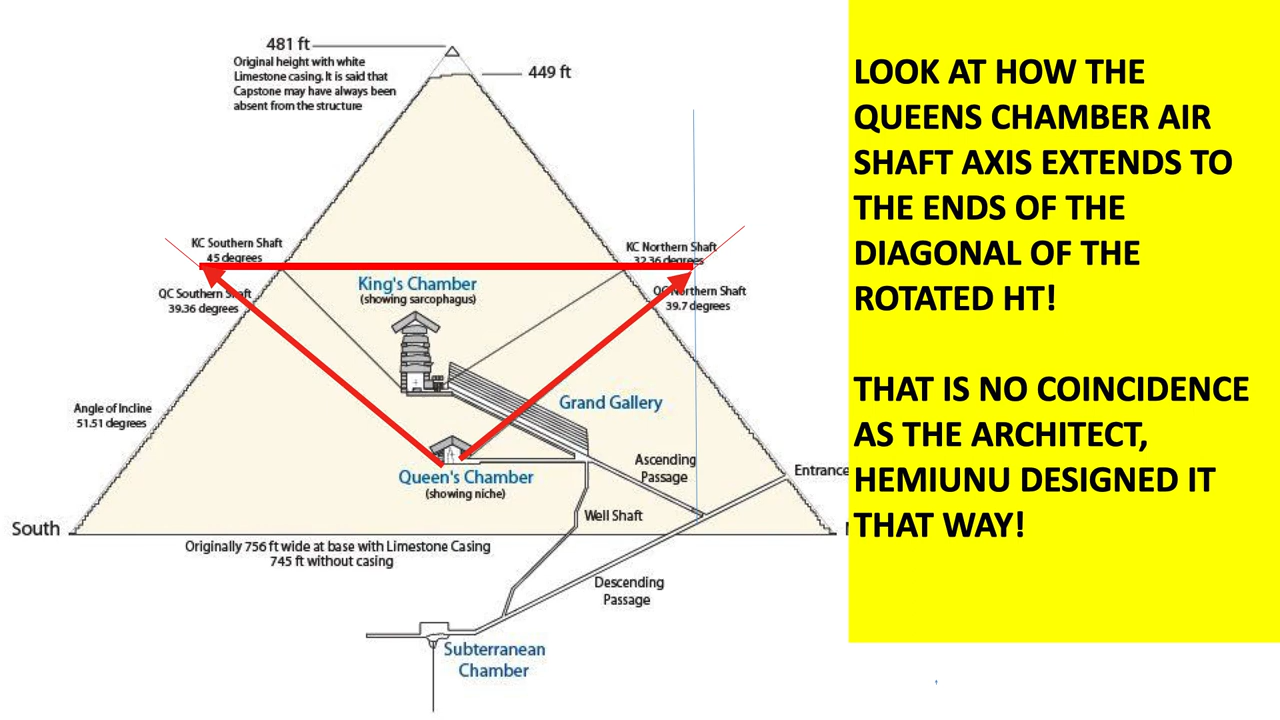 481 ft
Original height with white
Limestone casing. It is said that
Capstone may have always been
absent from the structure
449 ft
KC Southern Shaft
45 degrees
KC Northern Shaft
32.36 degrees
King's Chamber
(showing sarcophagus)
QC Southern Shaft
39.36 degrees
QC Northern Shaft
39.7 degrees
Angle of Incline
51.51 degrees
Grand Gallery
Ascending
Passage
Entrance
Queen's Chamber
(showing niche)
Well Shaft
South
Originally 756 ft wide at base with Limestone Casing
745 ft without casing
Descending
Passage
Subterranean
Chamber
LOOK AT HOW THE
QUEENS CHAMBER AIR
SHAFT AXIS EXTENDS TO
THE ENDS OF THE
DIAGONAL OF THE
ROTATED HT!
THAT IS NO COINCIDENCE
AS THE ARCHITECT,
HEMIUNU DESIGNED IT
THAT WAY!